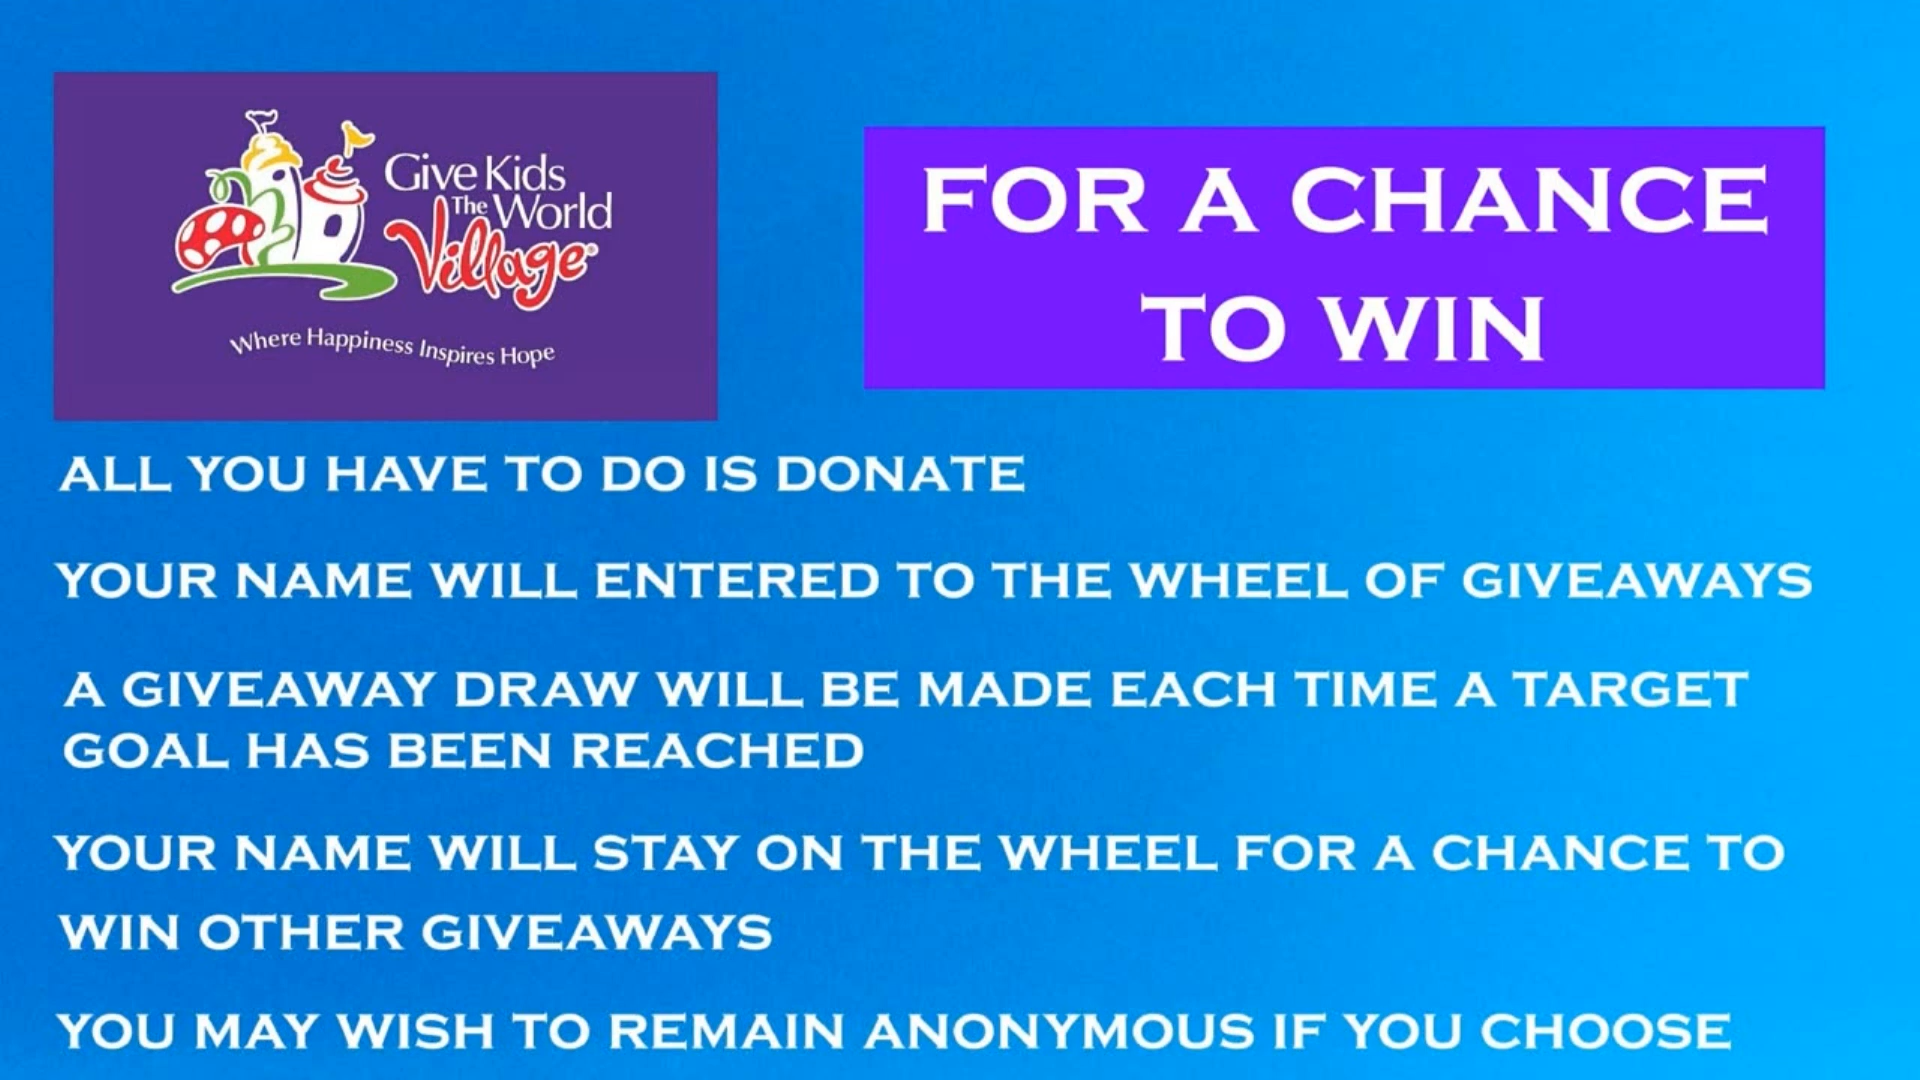 Give Kids
The World
Village®
Where Happiness Inspires Hope
FOR A CHANCE
TO WIN
ALL YOU HAVE TO DO IS DONATE
YOUR NAME WILL ENTERED TO THE WHEEL OF GIVEAWAYS
A GIVEAWAY DRAW WILL BE MADE EACH TIME A TARGET
GOAL HAS BEEN REACHED
YOUR NAME WILL STAY ON THE WHEEL FOR A CHANCE TO
WIN OTHER GIVEAWAYS
YOU MAY WISH TO REMAIN ANONYMOUS IF YOU CHOOSE